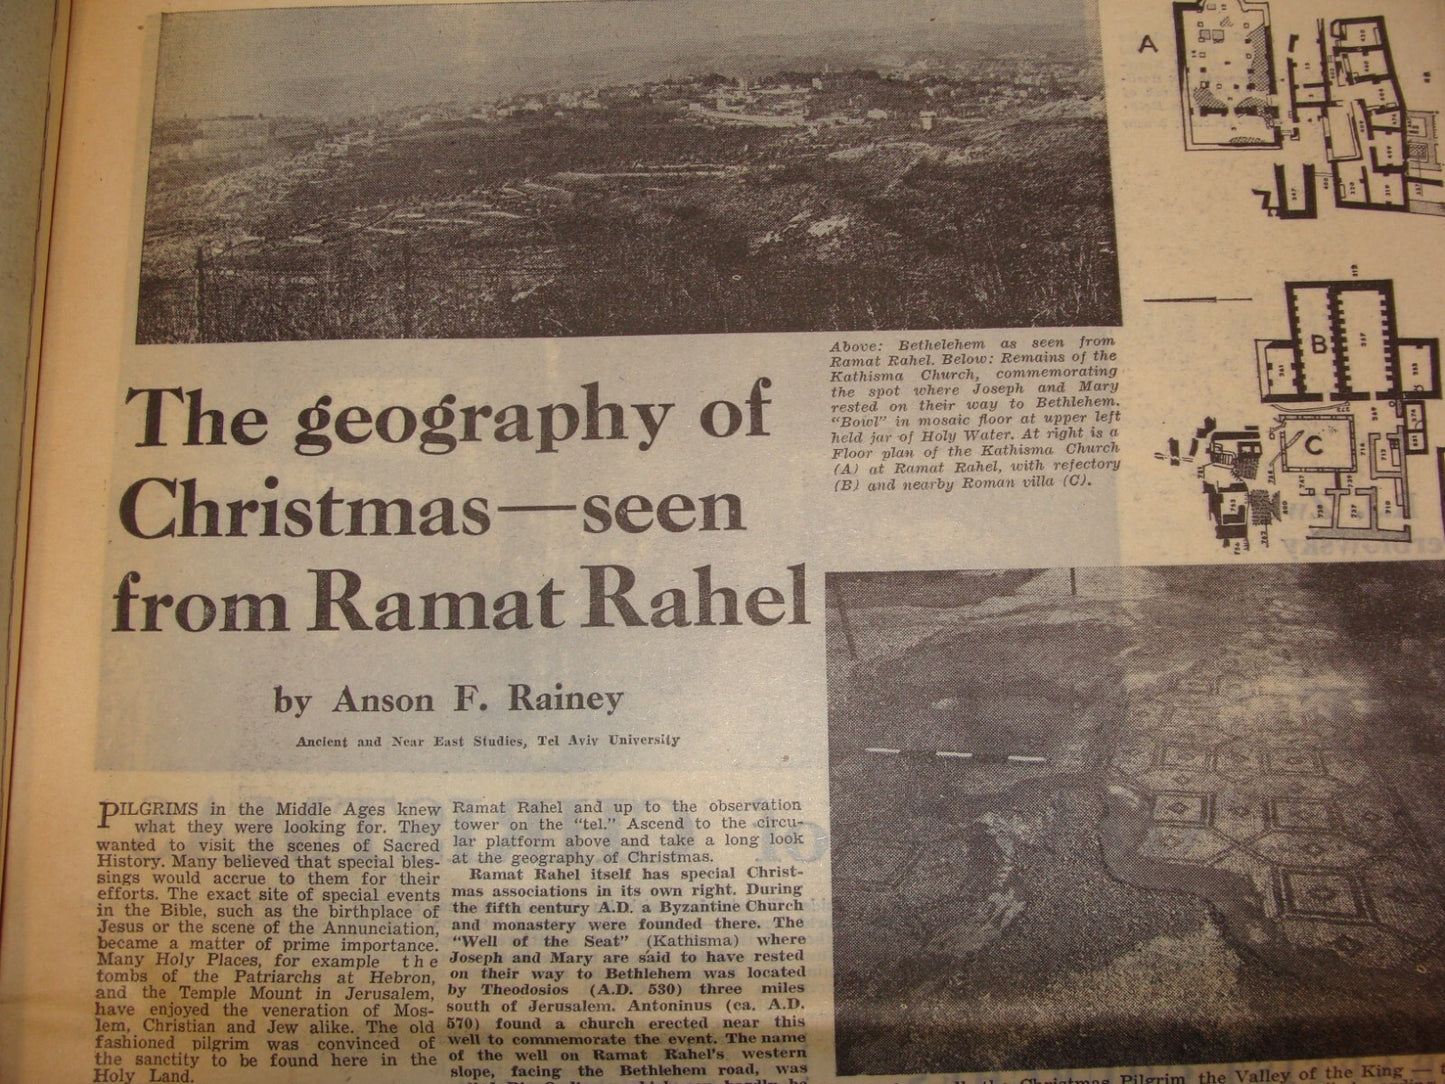 A
Above: Bethelehem as seen from
Ramat Rahel. Below: Remains of the
Kathisma Church, commemorating
the spot where Joseph and Mary
rested on their way to Bethlehem.
"Bowl" in mosaic floor at upper left
held jar of Holy Water. At right is a
Floor plan of the Kathisma Church
(A) at Ramat Rahel, with refectory
(B) and nearby Roman villa (C).
B
C
The geography of
Christmas—seen
from Ramat Rahel
by Anson F. Rainey
Ancient and Near East Studies, Tel Aviv University
PILGRIMS in the Middle Ages knew
what they were looking for. They
wanted to visit the scenes of Sacred
History. Many believed that special bles-
sings would accrue to them for their
efforts. The exact site of special events
in the Bible, such as the birthplace of
Jesus or the scene of the Annunciation,
became a matter of prime importance.
Many Holy Places, for example the
tombs of the Patriarchs at Hebron,
and the Temple Mount in Jerusalem,
have enjoyed the veneration of Mos-
lem, Christian and Jew alike. The old
fashioned pilgrim was convinced of
the sanctity to be found here in the
Holy Land.
Ramat Rahel and up to the observation
tower on the "tel." Ascend to the circu-
lar platform above and take a long look
at the geography of Christmas.
Ramat Rahel itself has special Christ-
mas associations in its own right. During
the fifth century A.D. a Byzantine Church
and monastery were founded there. The
"Well of the Seat" (Kathisma) where
Joseph and Mary are said to have rested
on their way to Bethlehem was located
by Theodosios (A.D. 530) three miles
south of Jerusalem. Antoninus (ca. A.D.
570) found a church erected near this
well to commemorate the event. The name
of the well on Ramat Rahel's western
slope, facing the Bethlehem road, was
the Christmas Pilgrim the Valley of the King —